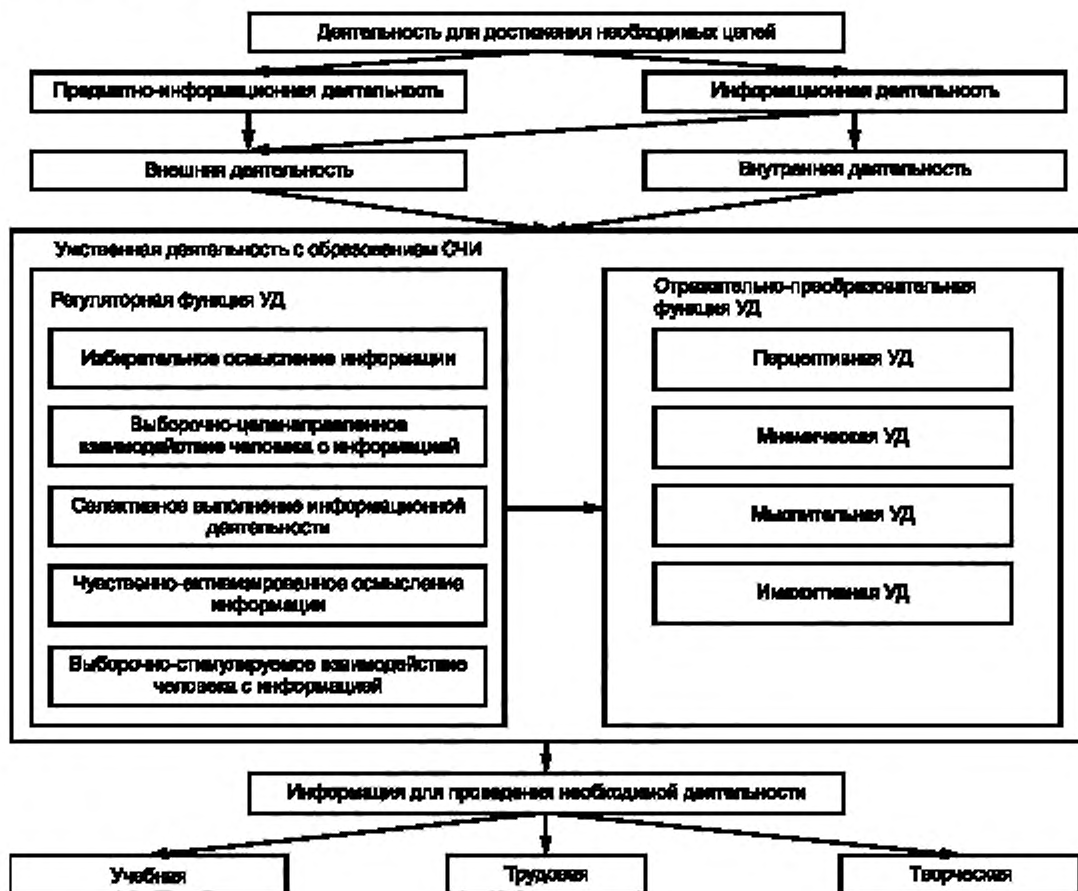 Деятельность для достижения необходимых целей
Предметно-информационная деятельность
Информационная деятельность
Внешняя деятельность
Внутренняя деятельность
Умственная деятельность с образованием СЧИ
Регуляторная функция УД
Избирательное осмысление информации
Выборочно-целенаправленное
взаимодействие человека с информацией
Селективное выполнение информационной
деятельности
Чувственно-активизированное осмысление
информации
Выборочно-стимулируемое взаимодействие
человека с информацией
Отражательно-преобразовательная
функция УД
Перцептивная УД
Мнемическая УД
Мыслительная УД
УД
Информация для проведения необходимой деятельности
Учебная
Трудовая
Творческая